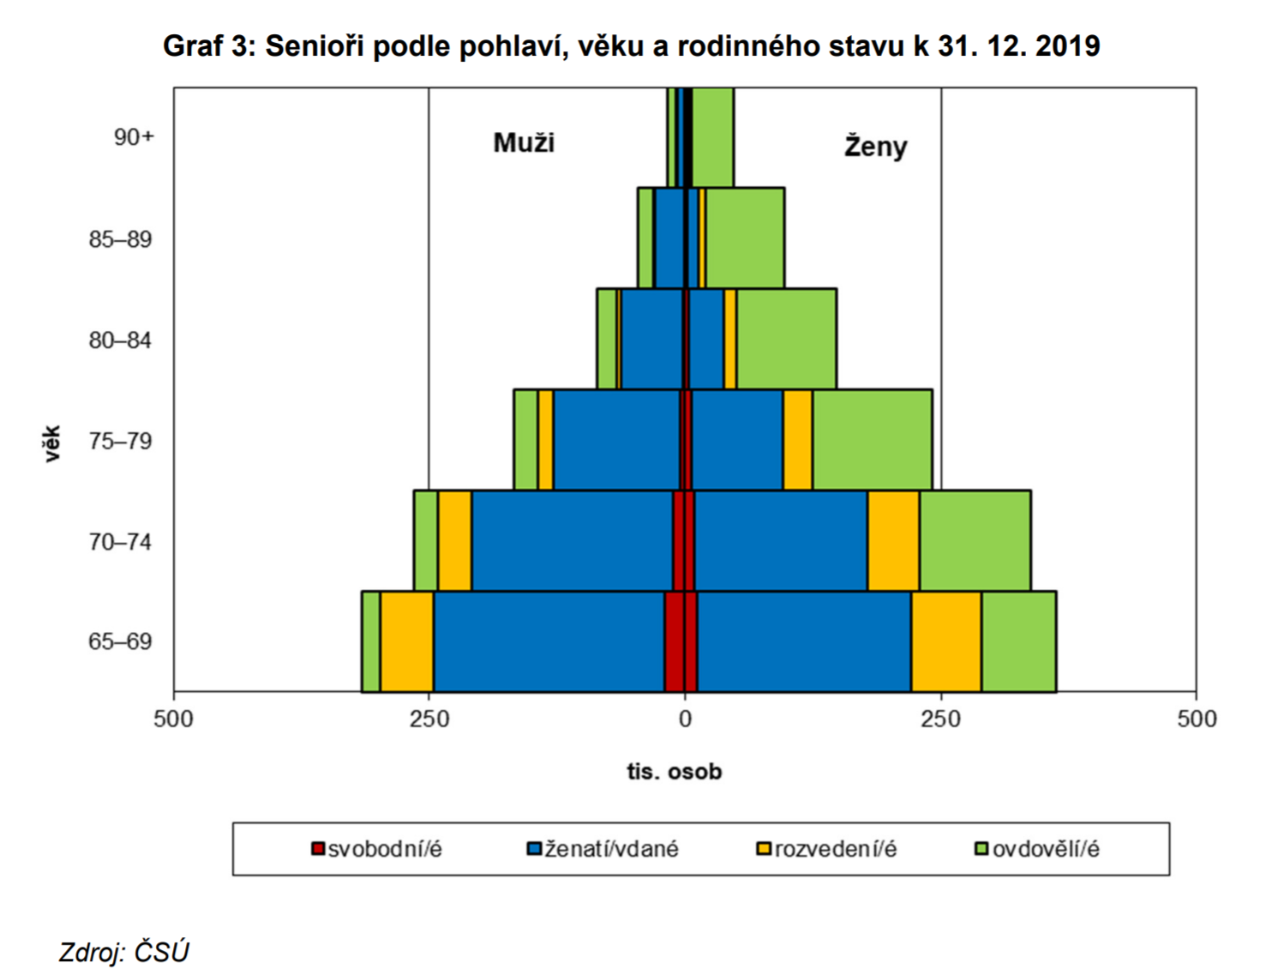 Graf 3: Senioři podle pohlaví, věku a rodinného stavu k 31. 12. 2019
Muži
Ženy
90+
85–89
80–84
75–79
70–74
65–69
věk
500 250 0 250 500
tis. osob
svobodní/é ženatí/vdané rozvedení/é ovdovělí/é
Zdroj: ČSÚ